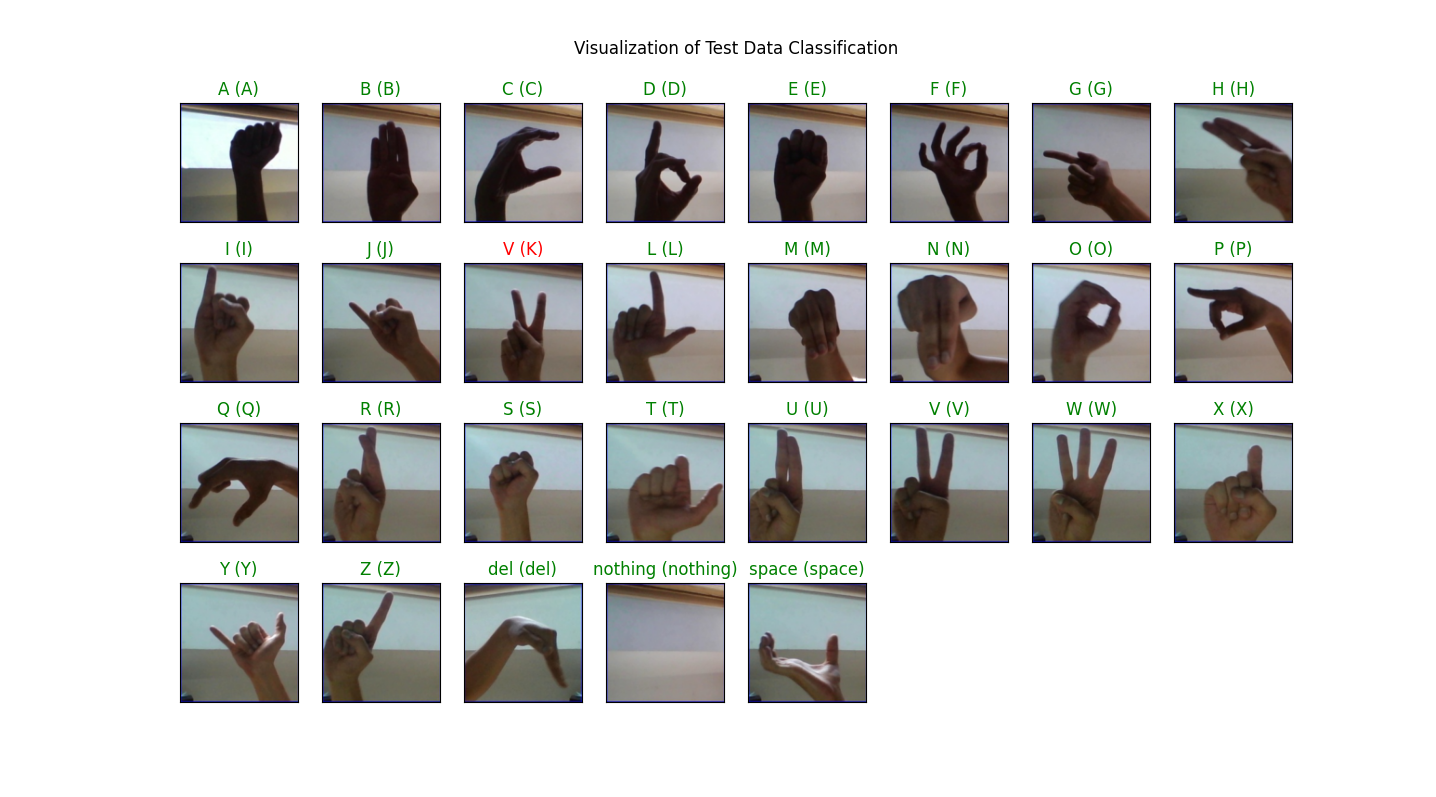 Visualization of Test Data Classification
A (A) B (B) C (C) D (D) E (E) F (F) G (G) H (H)
I (I) J (J) V (K) L (L) M (M) N (N) O (O) P (P)
Q (Q) R (R) S (S) T (T) U (U) V (V) W (W) X (X)
Y (Y) Z (Z) del (del) nothing (nothing) space (space)